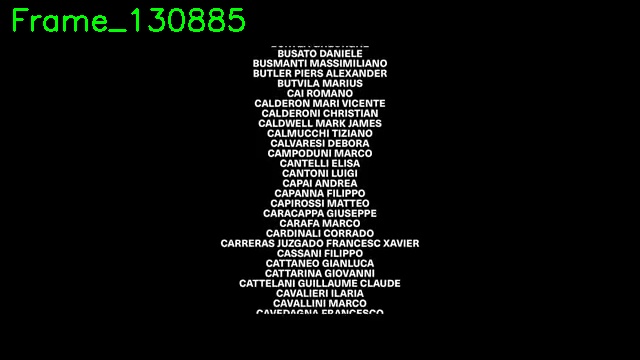 Frame_130885
BUSATO DANIELE
BUSMANTI MASSIMILIANO
BUTLER PIERS ALEXANDER
BUTVILA MARIUS
CAI ROMANO
CALDERON MARI VICENTE
CALDERONI CHRISTIAN
CALDWELL MARK JAMES
CALMUCCHI TIZIANO
CALVARESI DEBORA
CAMPODUNI MARCO
CANTELLI ELISA
CANTONI LUIGI
CAPAI ANDREA
CAPANNA FILIPPO
CAPIROSSI MATTEO
CARACAPPA GIUSEPPE
CARAFA MARCO
CARDINALI CORRADO
CARRERAS JUZGADO FRANCESC XAVIER
CASSANI FILIPPO
CATTANEO GIANLUCA
CATTARINA GIOVANNI
CATTELANI GUILLAUME CLAUDE
CAVALIERI ILARIA
CAVALLINI MARCO
CAVEDAGNA FRANCESCO